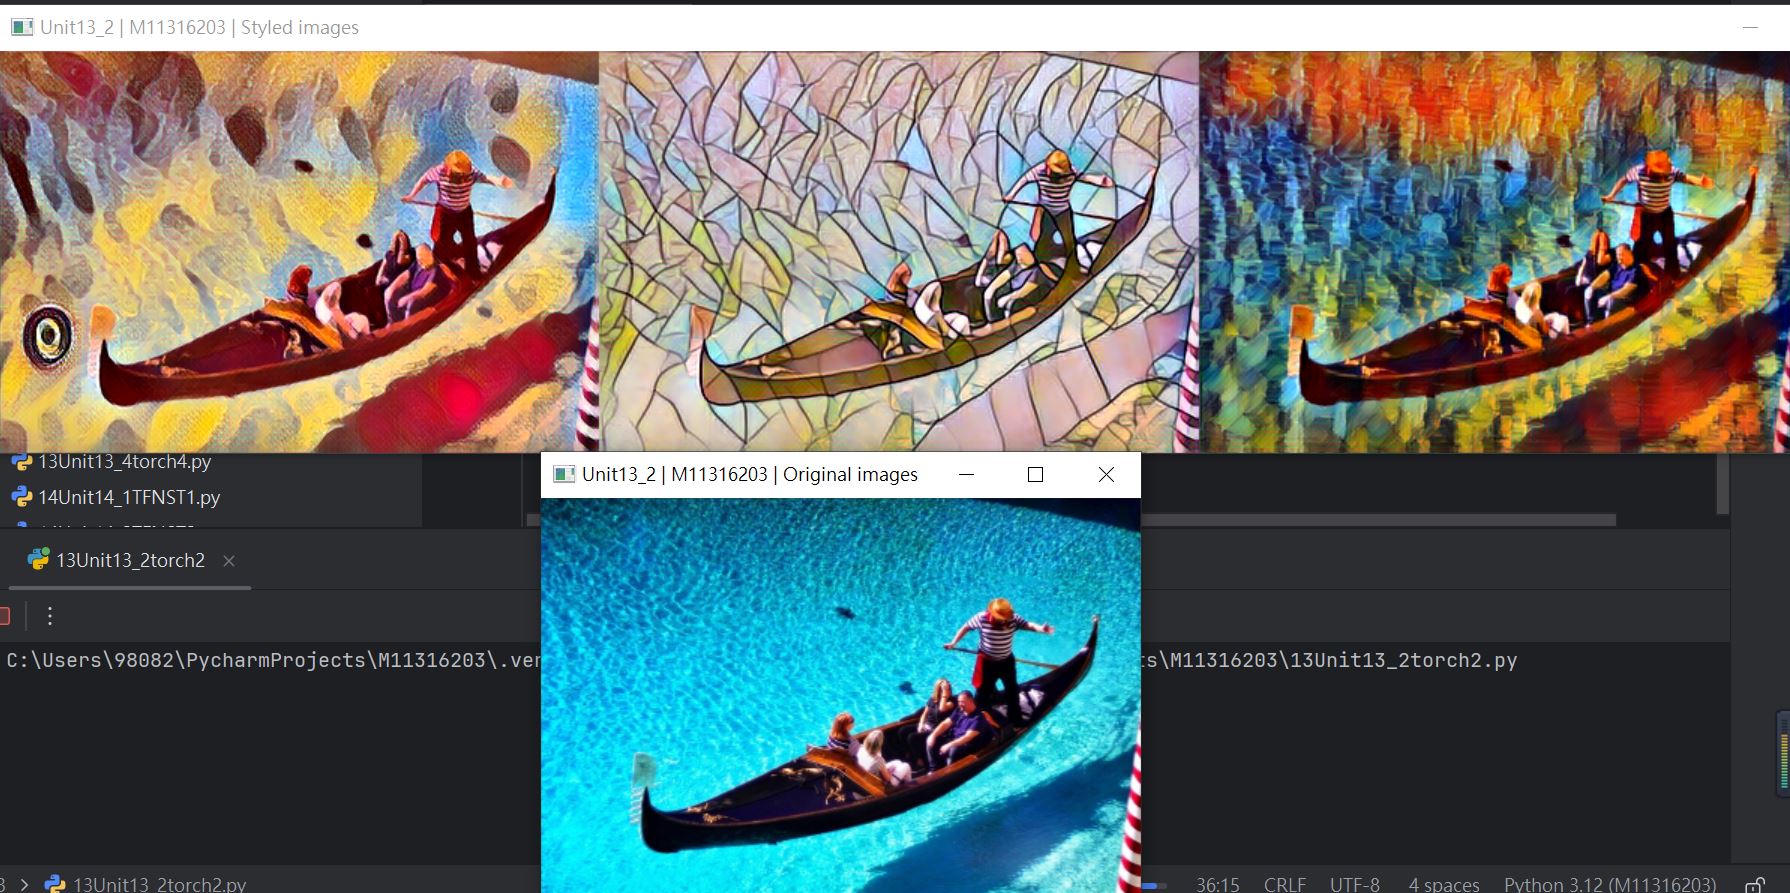 Unit13_2 | M11316203 | Styled images
13Unit13_4torch4.py
14Unit14_1TFNST1.py
Unit13_2 | M11316203 | Original images
13Unit13_2torch2
C:\Users\98082\PycharmProjects\M11316203\.ver
s\M11316203\13Unit13_2torch2.py
3 > 13Unit13_2torch2.py
36:15 CRLF UTF-8 4 spaces Python 3.12 (M11316203)